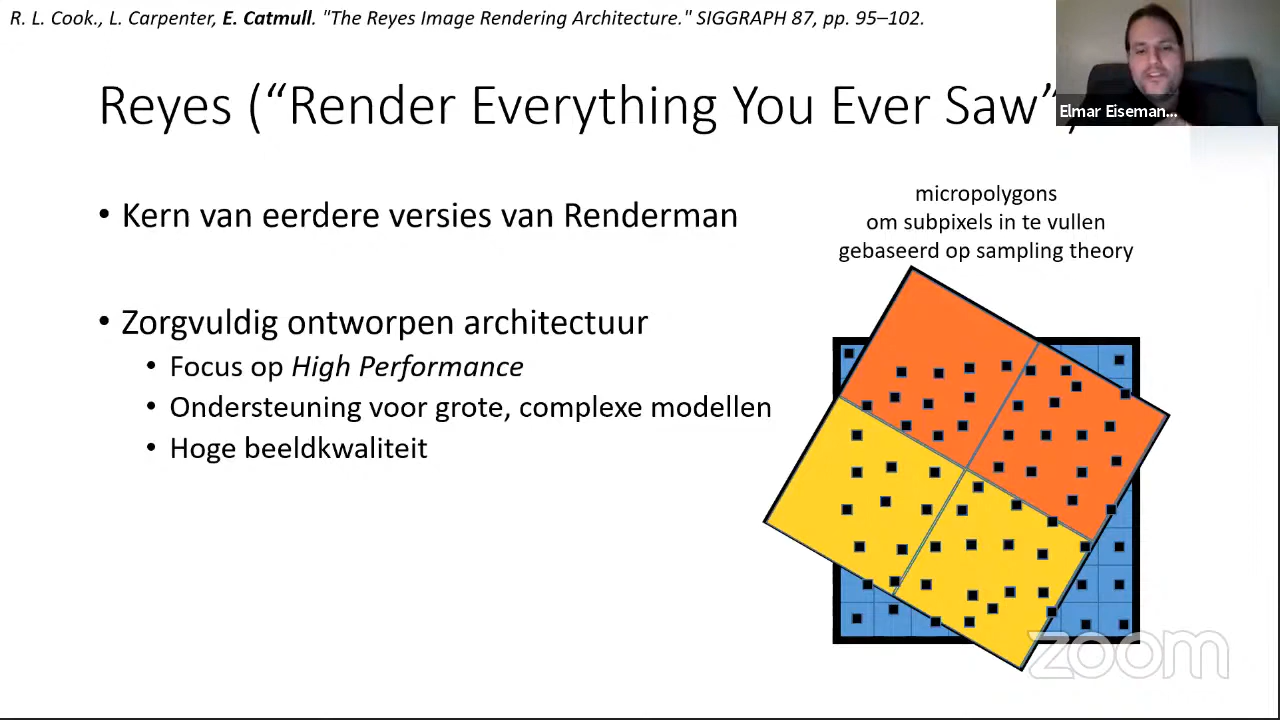 R. L. Cook., L. Carpenter, E. Catmull. "The Reyes Image Rendering Architecture." SIGGRAPH 87, pp. 95–102.
Reyes (“Render Everything You Ever Saw”)
Elmar Eiseman...
• Kern van eerdere versies van Renderman
• Zorgvuldig ontworpen architectuur
• Focus op High Performance
• Ondersteuning voor grote, complexe modellen
• Hoge beeldkwaliteit
micropolygons
om subpixels in te vullen
gebaseerd op sampling theory
zoom